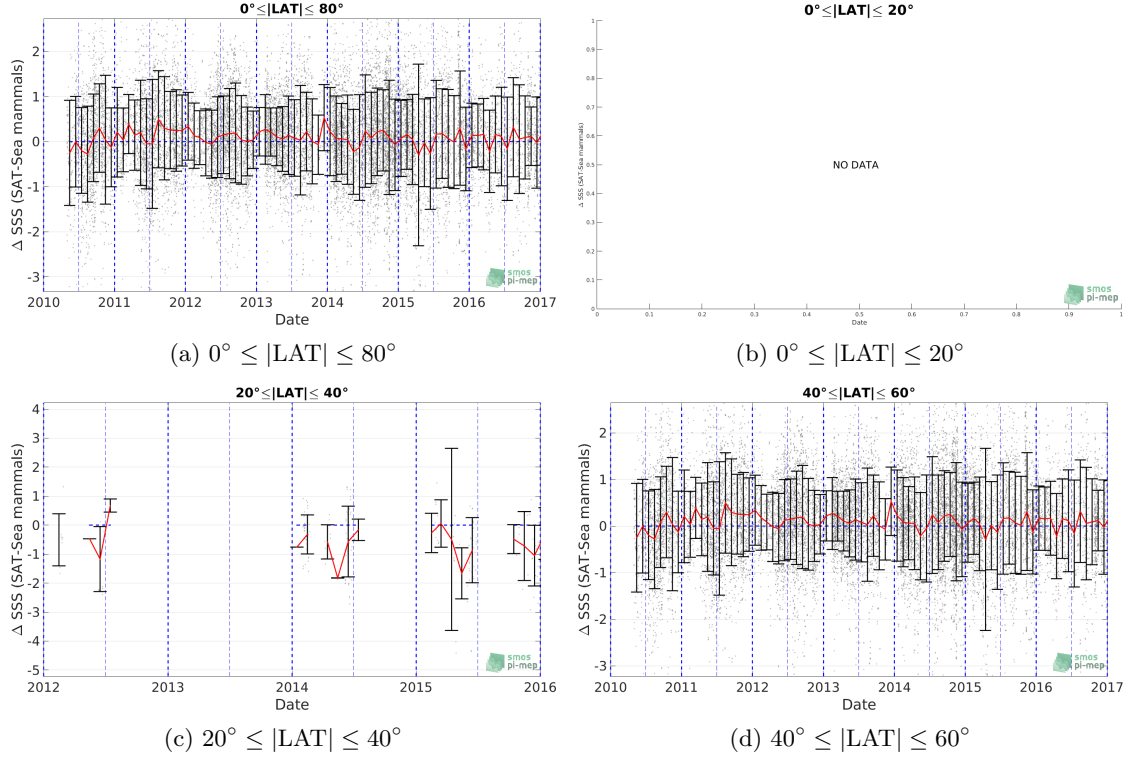 0°≤|LAT|≤ 80°
Δ SSS (SAT-Sea mammals)
2
1
0
-1
-2
-3
2010 2011 2012 2013 2014 2015 2016 2017
Date
smos
pi-mep
(a) 0° ≤ |LAT| ≤ 80°
0°≤|LAT|≤ 20°
Δ SSS (SAT-Sea mammals)
1
0.9
0.8
0.7
0.6
0.5
0.4
0.3
0.2
0.1
0
NO DATA
0 0.1 0.2 0.3 0.4 0.5 0.6 0.7 0.8 0.9 1
Date
smos
pi-mep
(b) 0° ≤ |LAT| ≤ 20°
20°≤|LAT|≤ 40°
Δ SSS (SAT-Sea mammals)
4
3
2
1
0
-1
-2
-3
-4
-5
2012 2013 2014 2015 2016
Date
smos
pi-mep
(c) 20° ≤ |LAT| ≤ 40°
40°≤|LAT|≤ 60°
Δ SSS (SAT-Sea mammals)
2
1
0
-1
-2
-3
2010 2011 2012 2013 2014 2015 2016 2017
Date
smos
pi-mep
(d) 40° ≤ |LAT| ≤ 60°